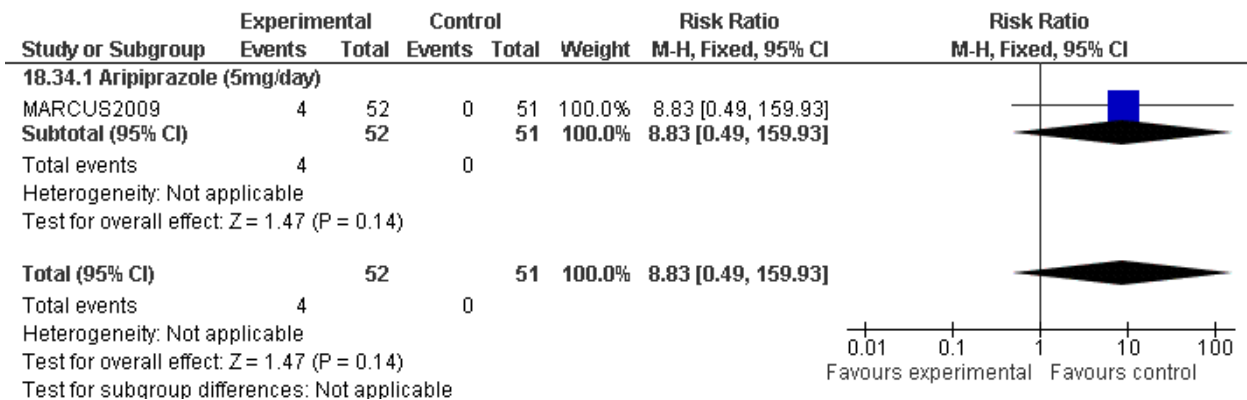 Experimental Control Risk Ratio Risk Ratio
Study or Subgroup Events Total Events Total Weight M-H, Fixed, 95% CI M-H, Fixed, 95% CI
18.34.1 Aripiprazole (5mg/day)
MARCUS2009 4 52 0 51 100.0% 8.83 [0.49, 159.93]
Subtotal (95% CI) 52 51 100.0% 8.83 [0.49, 159.93]
Total events 4 0
Heterogeneity: Not applicable
Test for overall effect: Z = 1.47 (P = 0.14)
Total (95% CI) 52 51 100.0% 8.83 [0.49, 159.93]
Total events 4 0
Heterogeneity: Not applicable
Test for overall effect: Z = 1.47 (P = 0.14)
Test for subgroup differences: Not applicable
0.01 0.1 1 10 100
Favours experimental Favours control